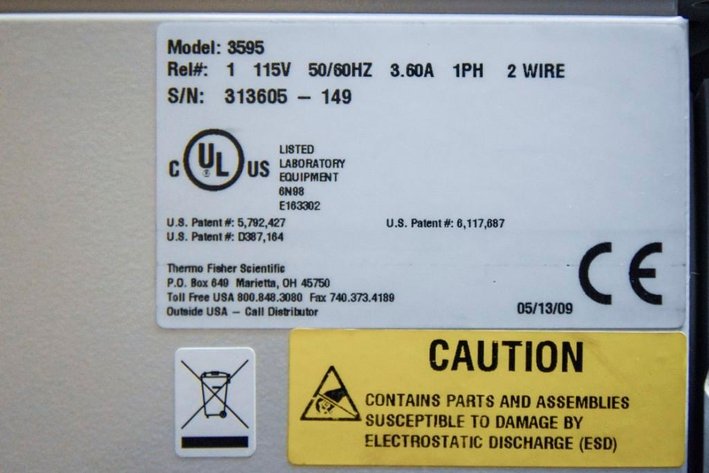 Model: 3595
Rel#: 1 115V 50/60HZ 3.60A 1PH 2 WIRE
S/N: 313605 – 149
C UL ® US
LISTED
LABORATORY
EQUIPMENT
6N98
E163302
U.S. Patent #: 5,792,427 U.S. Patent #: 6,117,687
U.S. Patent #: D387,164
Thermo Fisher Scientific
P.O. Box 649 Marietta, OH 45750
Toll Free USA 800.848.3080 Fax 740.373.4189
Outside USA – Call Distributor
05/13/09
CE
CAUTION
CONTAINS PARTS AND ASSEMBLIES
SUSCEPTIBLE TO DAMAGE BY
ELECTROSTATIC DISCHARGE (ESD)